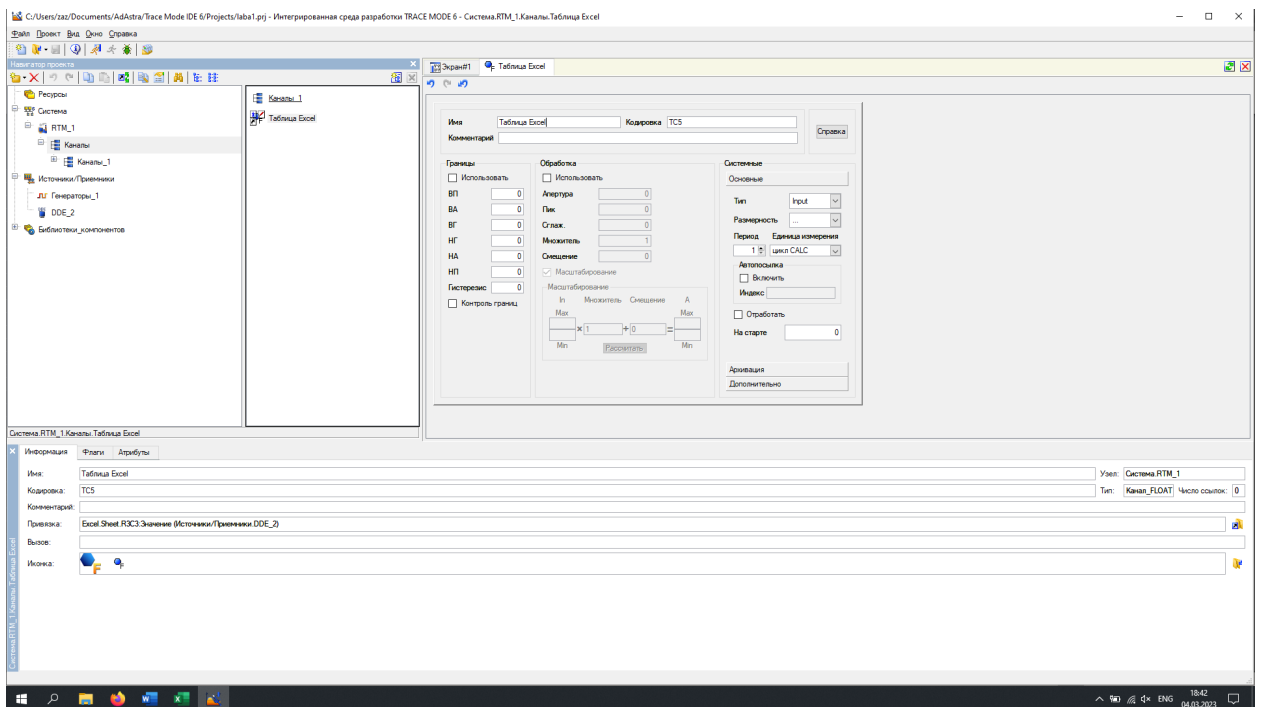 C:/Users/zaz/Documents/AdAstra/Trace Mode IDE 6/Projects/laba1.prj - Интегрированная среда разработки TRACE MODE 6 - Система.RTM_1.Каналы.Таблица Excel
Файл Проект Вид Окно Справка
Навигатор проекта
Ресурсы
Система
RTM_1
Каналы
Каналы_1
Источники/Приемники
Генераторы_1
DDE_2
Библиотеки_компонентов
Каналы_1
Таблица Excel
Система.RTM_1.Каналы.Таблица Excel
Экран#1 Таблица Excel
Имя Таблица Excel Кодировка TC5
Комментарий
Справка
Границы
Использовать
ВП 0
ВА 0
ВГ 0
НГ 0
НА 0
НП 0
Гистерезис 0
Контроль границ
Обработка
Использовать
Апертура 0
Пик 0
Сглаж. 0
Множитель 1
Смещение 0
Масштабирование
Масштабирование
In Множитель Смещение A
Max Max
× 1 + 0 =
Min Рассчитать Min
Системные
Основные
Тип Input
Размерность ...
Период Единица измерения
1 цикл CALC
Автопосылка
Включить
Индекс
Отработать
На старте 0
Архивация
Дополнительно
Информация Флаги Атрибуты
Имя: Таблица Excel Узел: Система.RTM_1
Кодировка: TC5 Тип: Канал_FLOAT Число ссылок: 0
Комментарий:
Привязка: Excel.Sheet.R3C3:Значение (Источники/Приемники.DDE_2)
Вызов:
Иконка:
Система.RTM_1.Каналы.Таблица Excel
ENG 18:42
04.03.2023